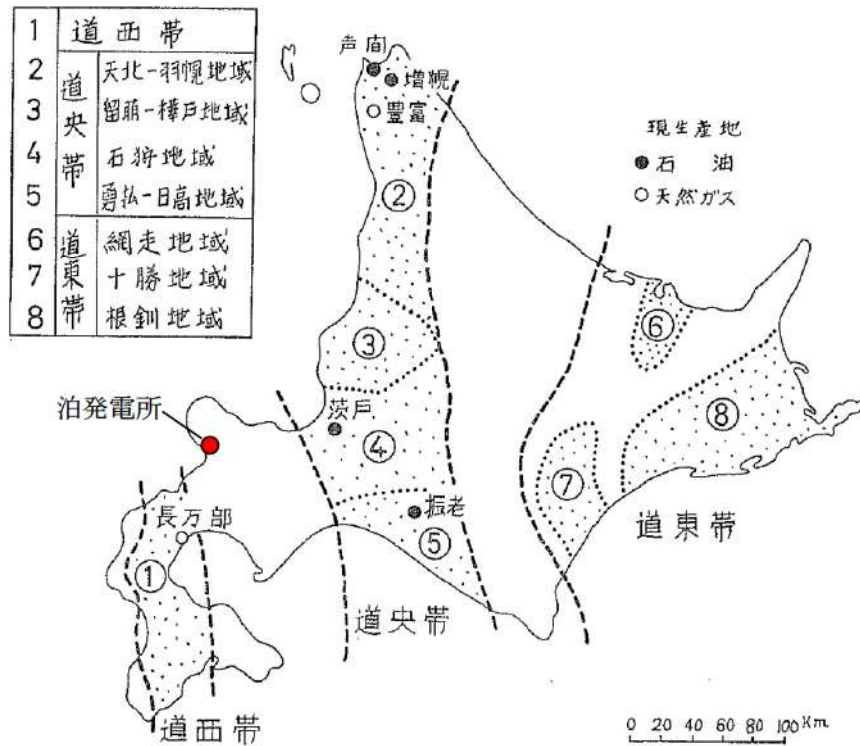 1 道西帯
道央帯
2 天北-羽幌地域
3 留萌-樺戸地域
4 石狩地域
5 勇払-日高地域
道東帯
6 網走地域
7 十勝地域
8 根釧地域
声問
増幌
豊富
現生産地
石油
天然ガス
②
③
⑥
泊発電所
茨戸
④
⑧
⑦
振老
⑤
長万部
①
道東帯
道央帯
道西帯
0 20 40 60 80 100Km